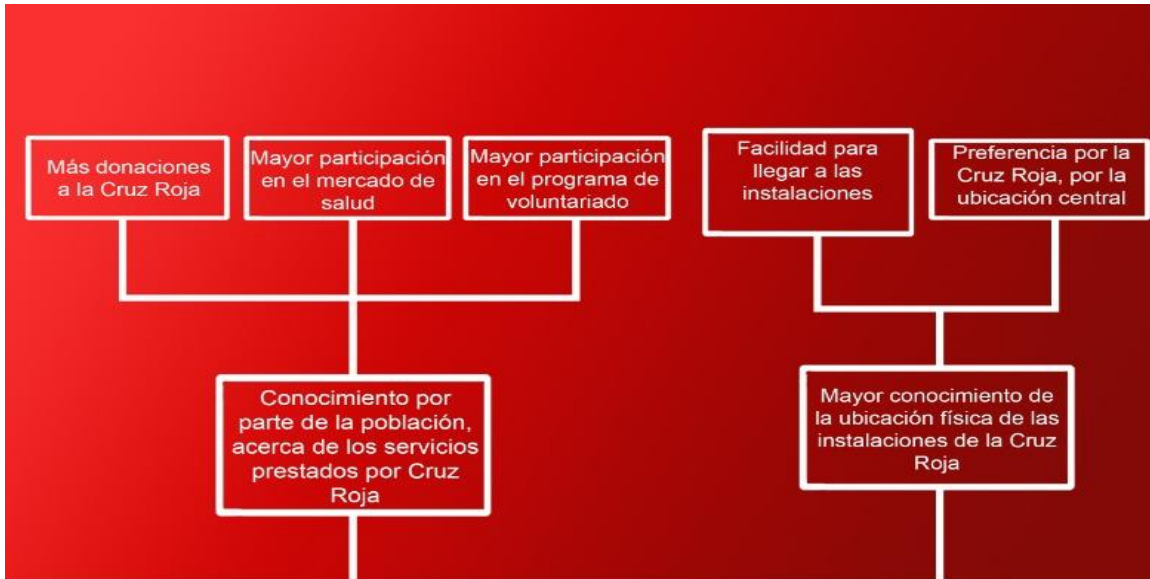 Más donaciones
a la Cruz Roja
Mayor participación
en el mercado de
salud
Mayor participación
en el programa de
voluntariado
Facilidad para
llegar a las
instalaciones
Preferencia por la
Cruz Roja, por la
ubicación central
Conocimiento por
parte de la población,
acerca de los servicios
prestados por Cruz
Roja
Mayor conocimiento de
la ubicación física de las
instalaciones de la Cruz
Roja